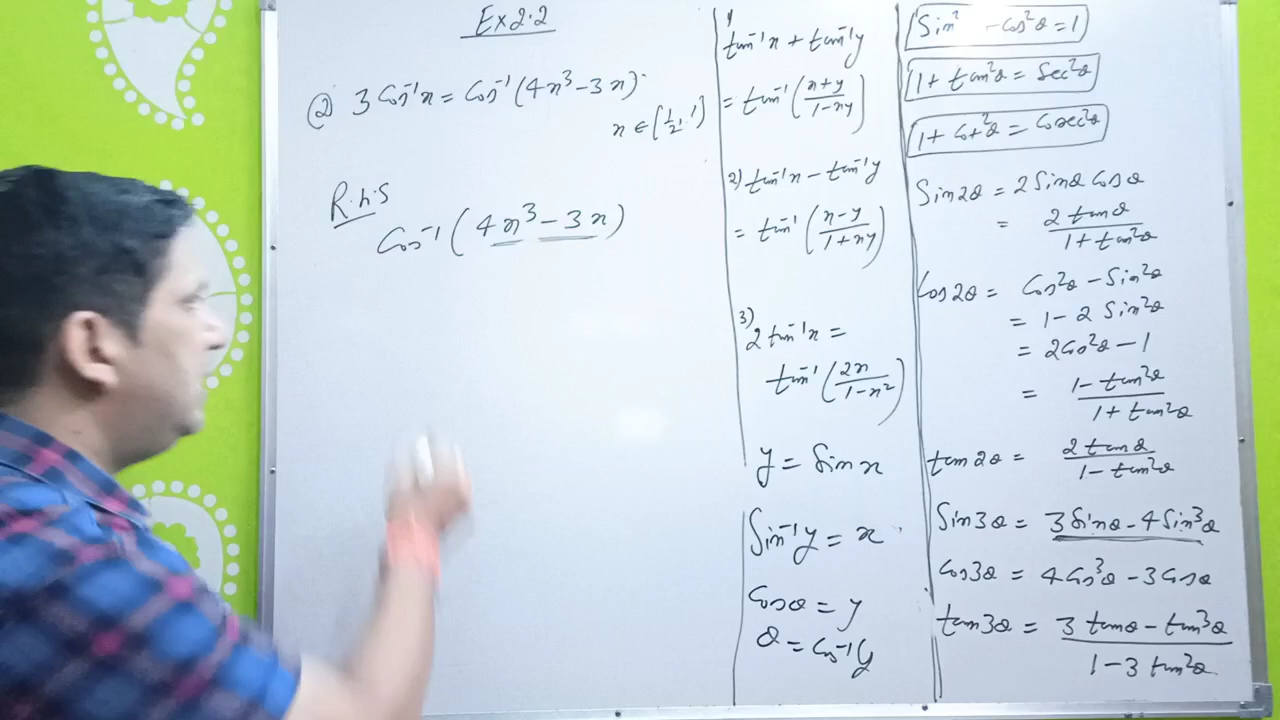 Ex 2.2
② 3 Cos⁻¹x = Cos⁻¹(4x³-3x)
x ∈ [1/2, 1]
R.h.S
Cos⁻¹ (4x³-3x)
1)
tan⁻¹x + tan⁻¹y
= tan⁻¹ ((x+y)/(1-xy))
2) tan⁻¹x - tan⁻¹y
= tan⁻¹ ((x-y)/(1+xy))
3)
2 tan⁻¹x =
tan⁻¹ (2x/(1-x²))
y = Sin x
Sin⁻¹y = x
Cosθ = y
θ = Cos⁻¹y
Sin² - Cos²θ = 1
1 + tan²θ = Sec²θ
1 + Cot²θ = Cosec²θ
Sin2θ = 2 Sinθ Cosθ
= (2 tanθ)/(1 + tan²θ)
Cos2θ = Cos²θ - Sin²θ
= 1 - 2 Sin²θ
= 2Cos²θ - 1
= (1 - tan²θ)/(1 + tan²θ)
tan2θ = (2 tanθ)/(1 - tan²θ)
Sin3θ = 3 Sinθ - 4 Sin³θ
Cos3θ = 4 Cos³θ - 3 Cosθ
tan3θ = (3 tanθ - tan³θ)/(1 - 3 tan²θ)